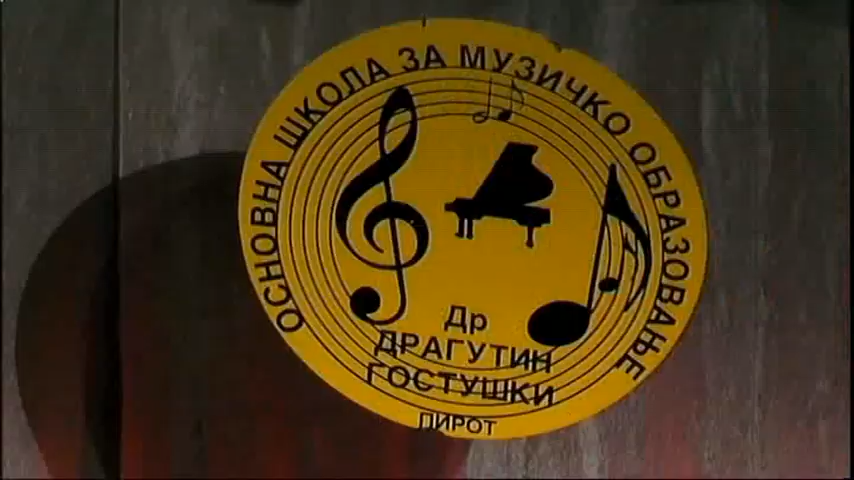 ОСНОВНА ШКОЛА ЗА МУЗИЧКО ОБРАЗОВАЊЕ
Др
ДРАГУТИН
ГОСТУШКИ
ПИРОТ